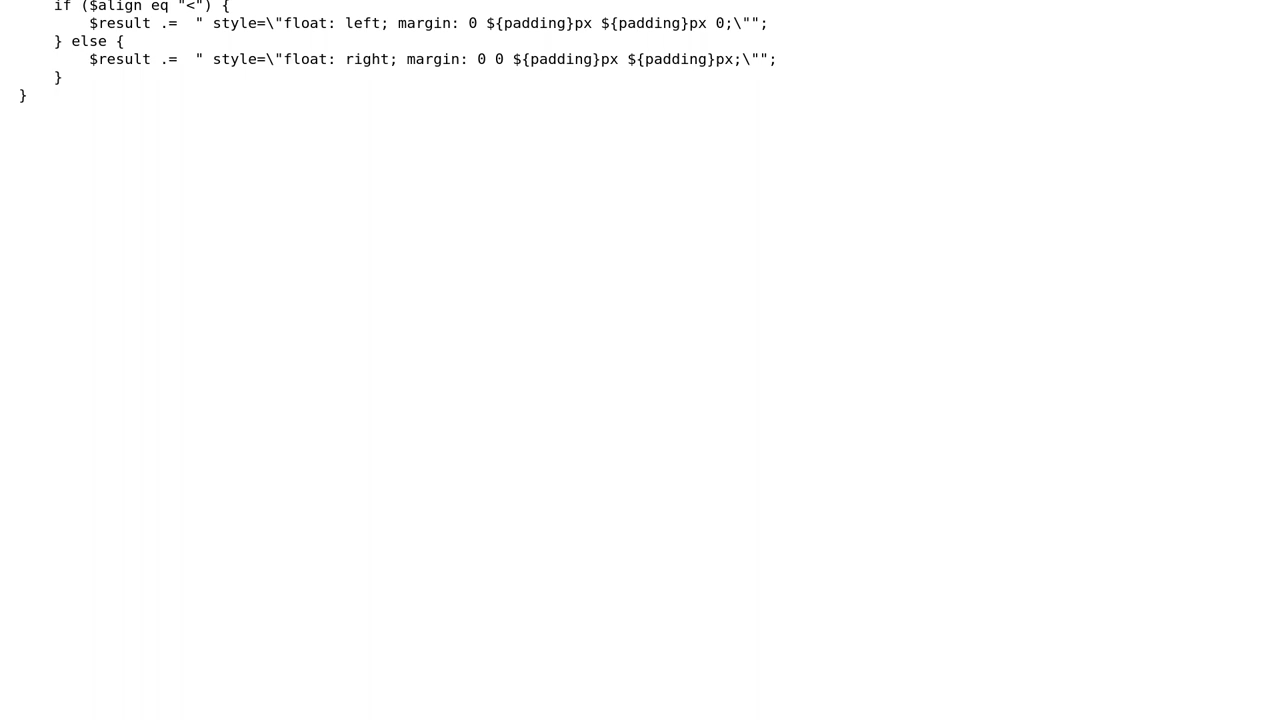 if ($align eq "<") {
        $result .=  " style=\"float: left; margin: 0 ${padding}px ${padding}px 0;\"";
    } else {
        $result .=  " style=\"float: right; margin: 0 0 ${padding}px ${padding}px;\"";
    }
}